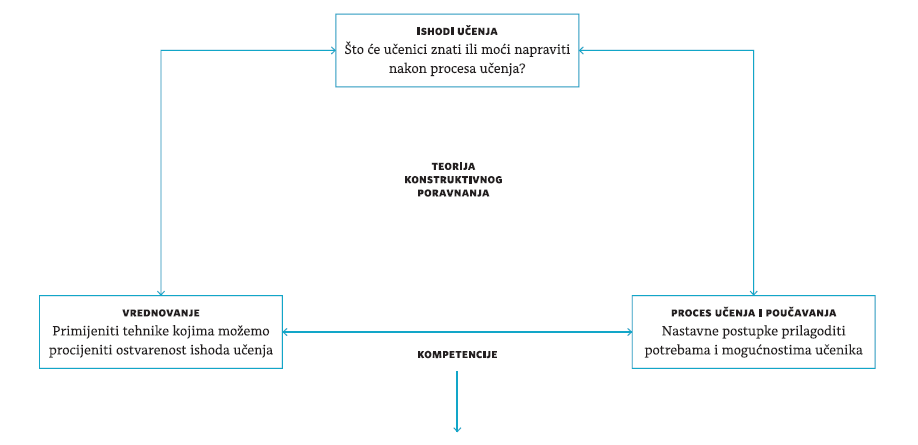 ISHODI UČENJA
Što će učenici znati ili moći napraviti
nakon procesa učenja?
TEORIJA
KONSTRUKTIVNOG
PORAVNANJA
VREDNOVANJE
Primijeniti tehnike kojima možemo
procijeniti ostvarenost ishoda učenja
PROCES UČENJA I POUČAVANJA
Nastavne postupke prilagoditi
potrebama i mogućnostima učenika
KOMPETENCIJE